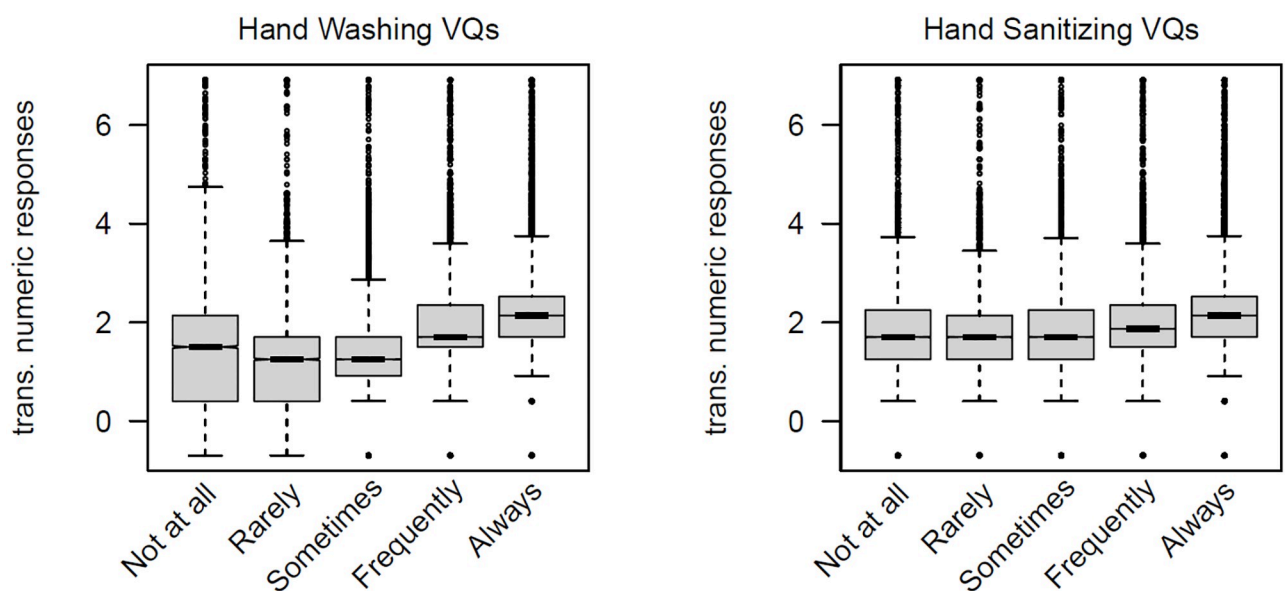 Hand Washing VQs
trans. numeric responses
6
4
2
0
Not at all
Rarely
Sometimes
Frequently
Always
Hand Sanitizing VQs
trans. numeric responses
6
4
2
0
Not at all
Rarely
Sometimes
Frequently
Always